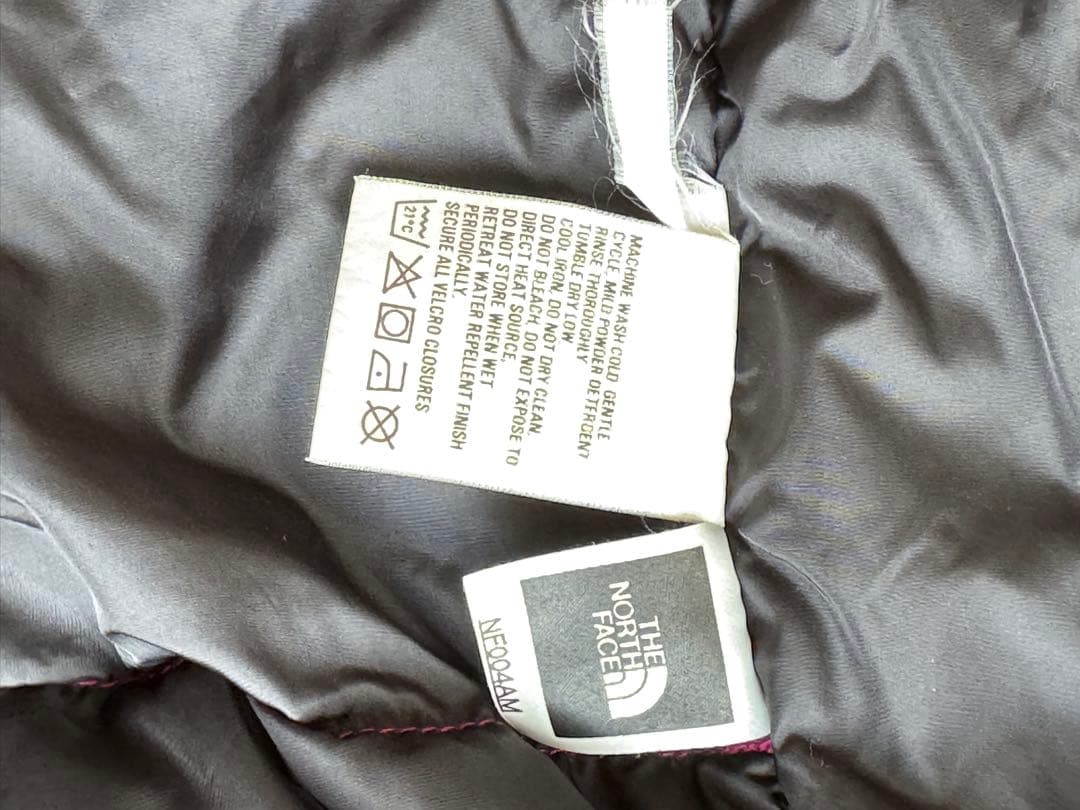 MACHINE WASH COLD GENTLE
CYCLE, MILD POWDER DETERGENT
RINSE THOROUGHLY
TUMBLE DRY LOW
COOL IRON, DO NOT DRY CLEAN.
DO NOT BLEACH, DO NOT EXPOSE TO
DIRECT HEAT SOURCE,
DO NOT STORE WHEN WET
RETREAT WATER REPELLENT FINISH
PERIODICALLY.
SECURE ALL VELCRO CLOSURES
21°C
THE
NORTH
FACE
NF004AM